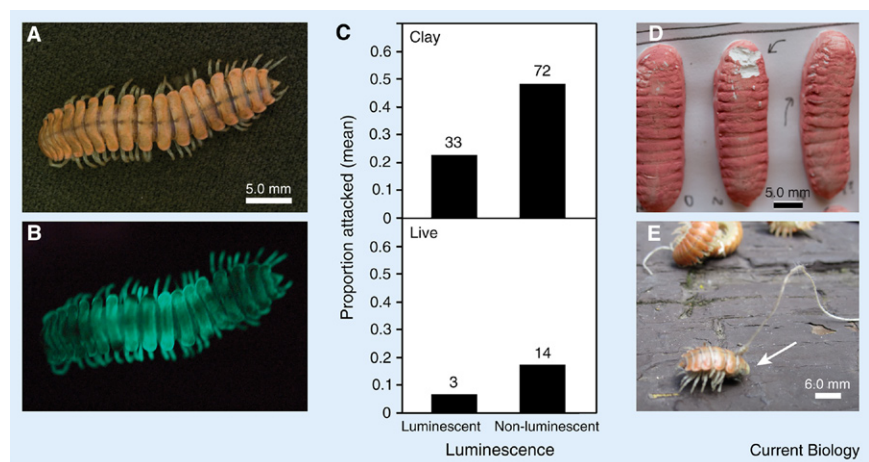 A
5.0 mm
B
C
Proportion attacked (mean)
Clay
0.6
0.5
0.4
0.3
0.2
0.1
0
33
72
Live
0.6
0.5
0.4
0.3
0.2
0.1
0
3
14
Luminescent Non-luminescent
Luminescence
D
5.0 mm
0 2
E
6.0 mm
Current Biology